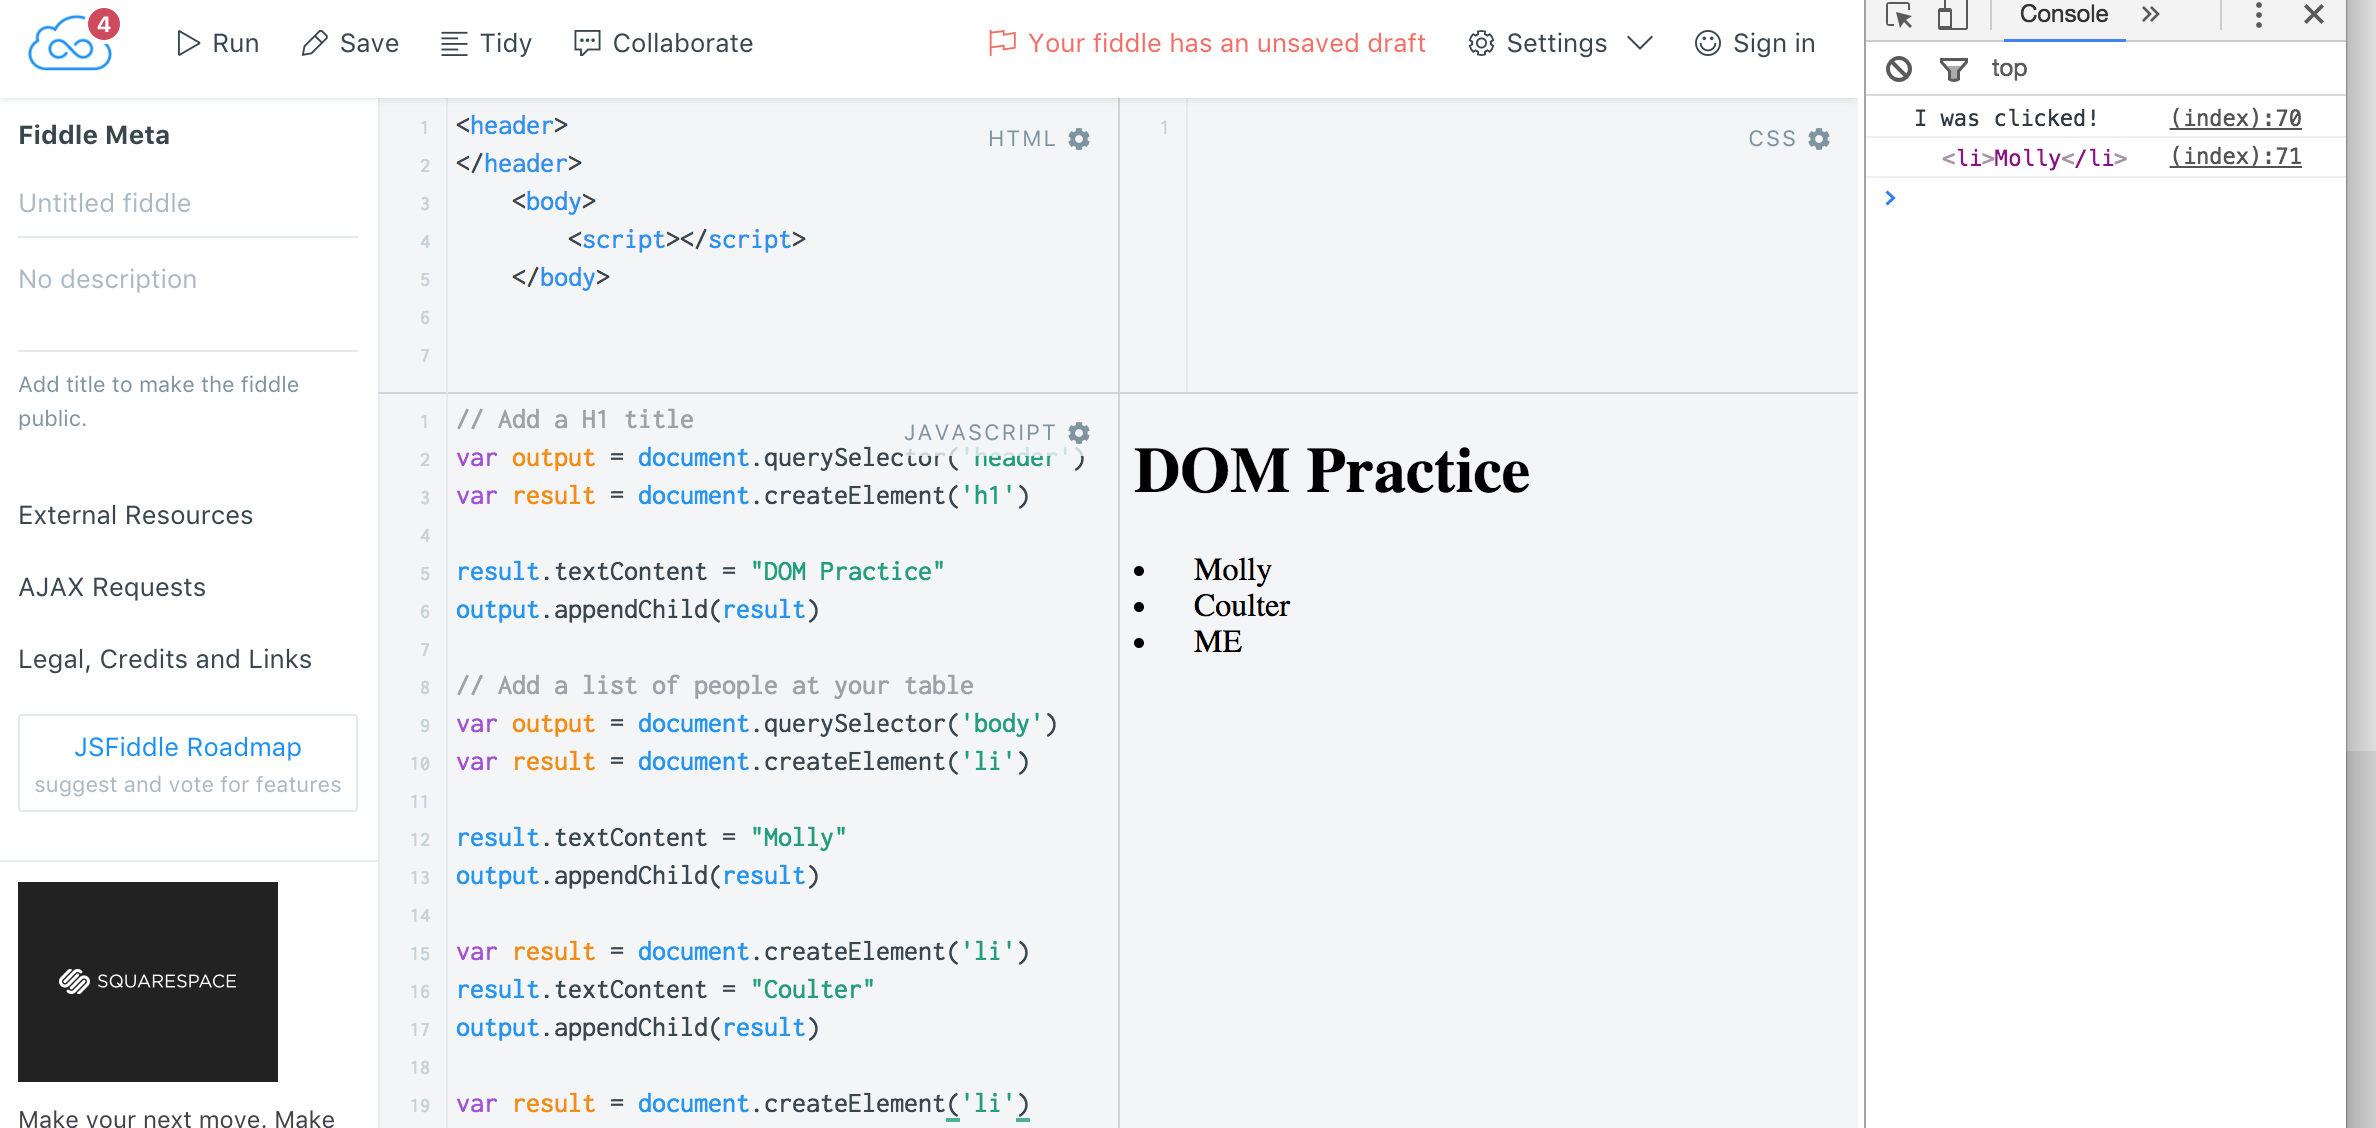 4
Run
Save
Tidy
Collaborate
Your fiddle has an unsaved draft
Settings
Sign in
Fiddle Meta
Untitled fiddle
No description
Add title to make the fiddle
public.
External Resources
AJAX Requests
Legal, Credits and Links
JSFiddle Roadmap
suggest and vote for features
SQUARESPACE
Make your next move. Make
HTML
1 <header>
2 </header>
3 <body>
4 <script></script>
5 </body>
6
7
CSS
1
JAVASCRIPT
1 // Add a H1 title
2 var output = document.querySelector('header')
3 var result = document.createElement('h1')
4
5 result.textContent = "DOM Practice"
6 output.appendChild(result)
7
8 // Add a list of people at your table
9 var output = document.querySelector('body')
10 var result = document.createElement('li')
11
12 result.textContent = "Molly"
13 output.appendChild(result)
14
15 var result = document.createElement('li')
16 result.textContent = "Coulter"
17 output.appendChild(result)
18
19 var result = document.createElement('li')
DOM Practice
• Molly
• Coulter
• ME
Console
top
I was clicked! (index):70
<li>Molly</li> (index):71